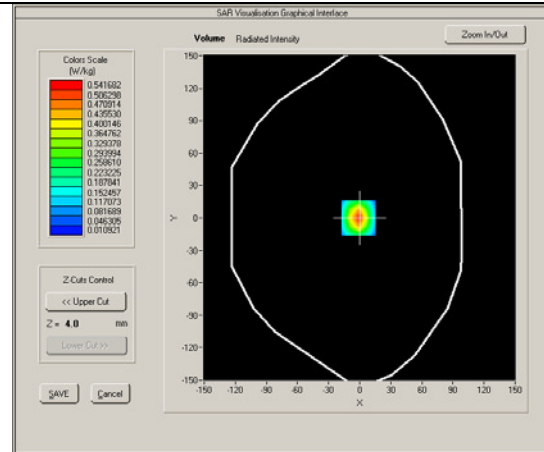 SAR Visualisation Graphical Interface
Volume Radiated Intensity
Zoom In/Out
Colors Scale
(W/kg)
0.541682
0.506298
0.470914
0.435530
0.400146
0.364762
0.329378
0.293994
0.258610
0.223225
0.187841
0.152457
0.117073
0.081689
0.046305
0.010921
Z-Cuts Control
<< Upper Cut
Z = 4.0 mm
Lower Cut >>
SAVE Cancel
150
120
90
60
30
Y 0
-30
-60
-90
-120
-150
-150 -120 -90 -60 -30 0 30 60 90 120 150
X